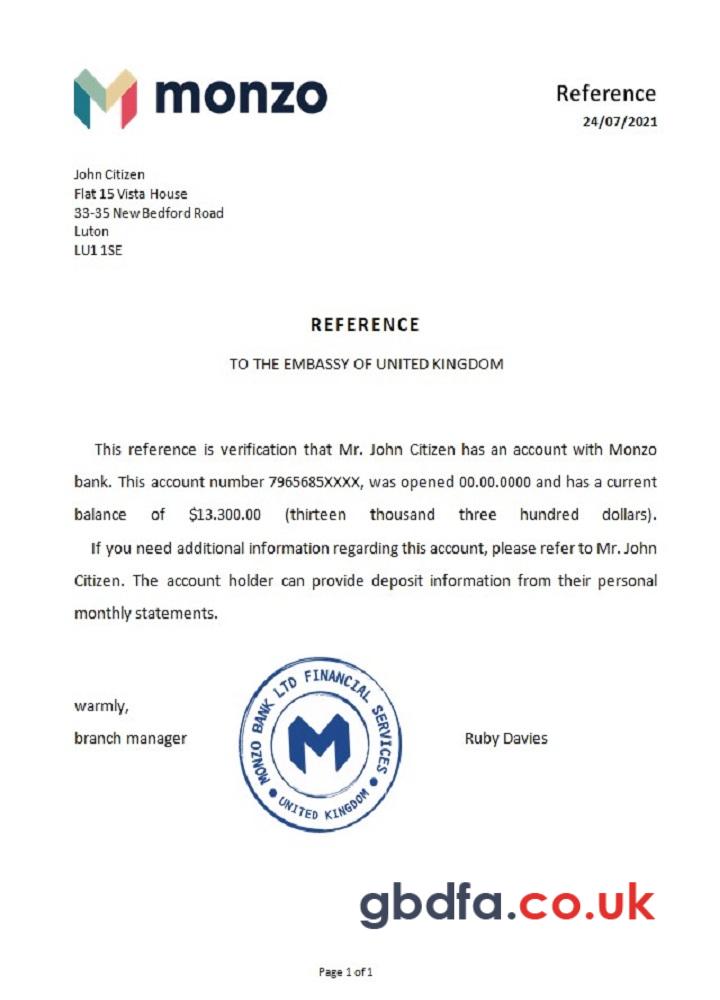 monzo
Reference
24/07/2021
John Citizen
Flat 15 Vista House
33-35 New Bedford Road
Luton
LU1 1SE
REFERENCE
TO THE EMBASSY OF UNITED KINGDOM
This reference is verification that Mr. John Citizen has an account with Monzo
bank. This account number 7965685XXXX, was opened 00.00.0000 and has a current
balance of $13.300.00 (thirteen thousand three hundred dollars).
If you need additional information regarding this account, please refer to Mr. John
Citizen. The account holder can provide deposit information from their personal
monthly statements.
warmly,
branch manager
MONZO BANK LTD FINANCIAL SERVICES
UNITED KINGDOM
Ruby Davies
gbdfa.co.uk
Page 1 of 1